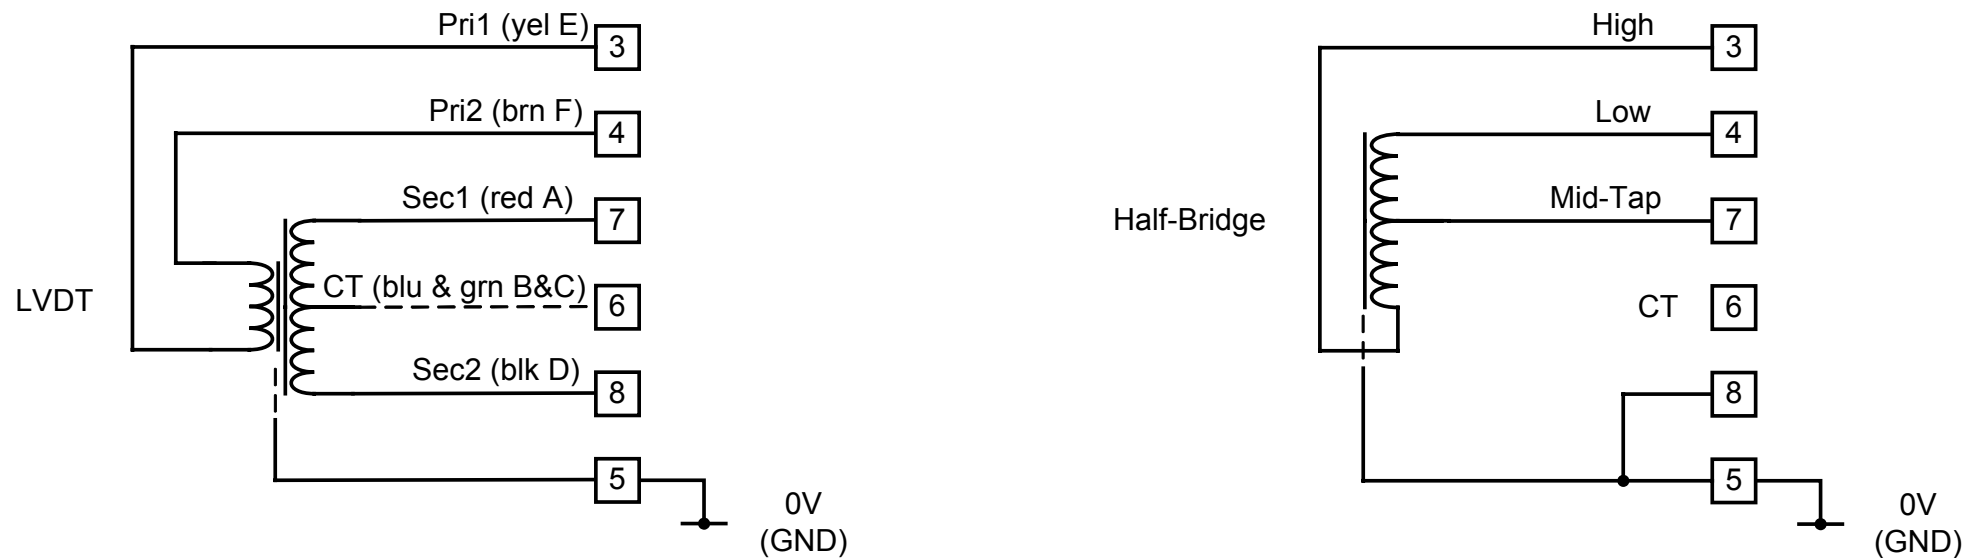 Pri1 (yel E)
3
Pri2 (brn F)
4
Sec1 (red A)
7
LVDT
CT (blu & grn B&C)
6
Sec2 (blk D)
8
5
0V
(GND)
High
3
Low
4
Half-Bridge
Mid-Tap
7
CT
6
8
5
0V
(GND)